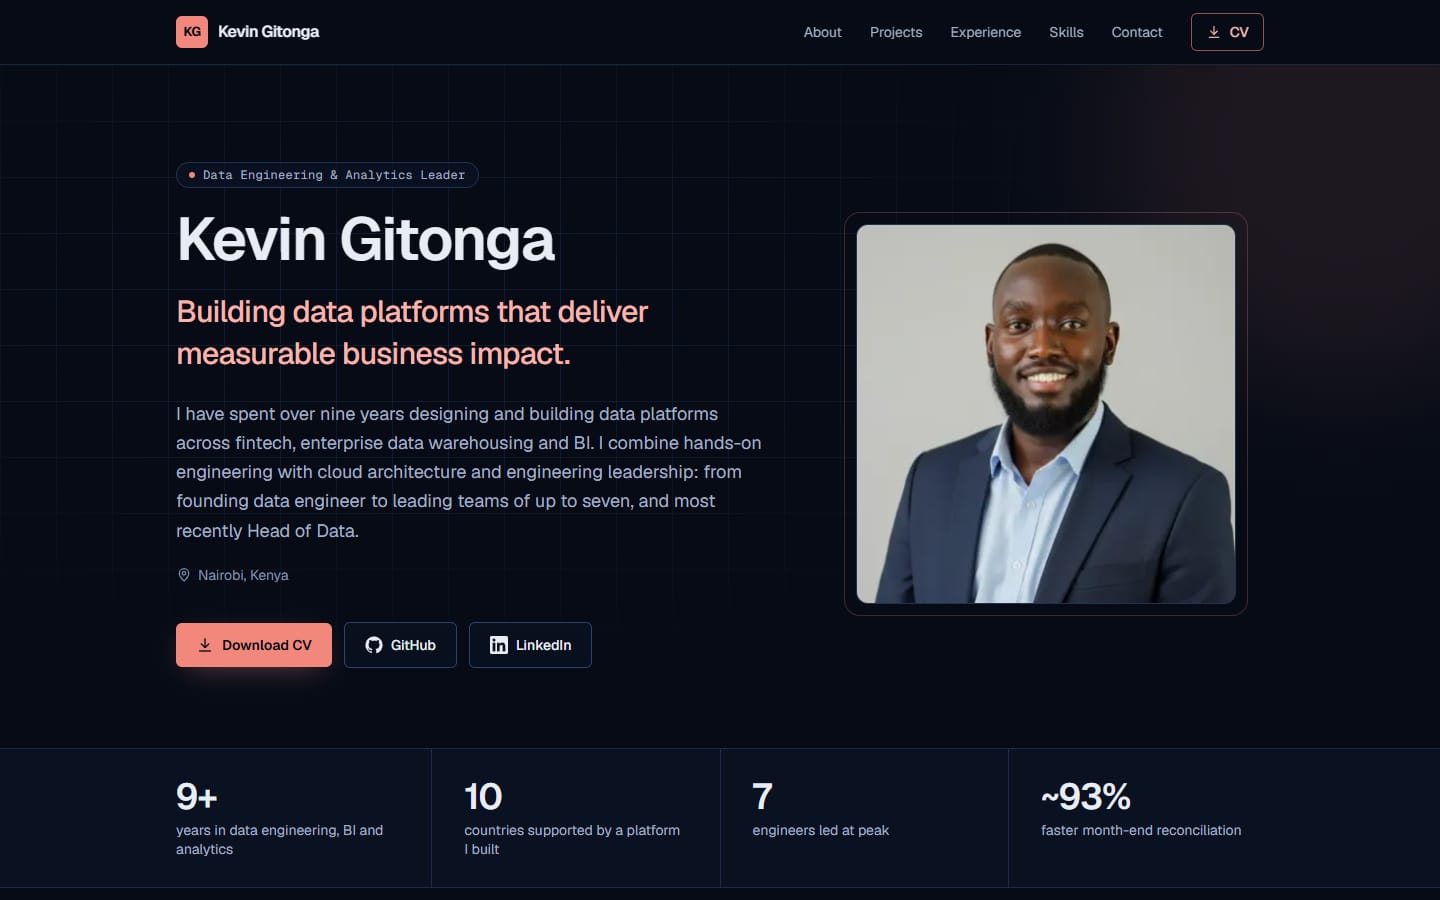 KG Kevin Gitonga
About Projects Experience Skills Contact CV
Data Engineering & Analytics Leader
Kevin Gitonga
Building data platforms that deliver
measurable business impact.
I have spent over nine years designing and building data platforms
across fintech, enterprise data warehousing and BI. I combine hands-on
engineering with cloud architecture and engineering leadership: from
founding data engineer to leading teams of up to seven, and most
recently Head of Data.
Nairobi, Kenya
Download CV GitHub LinkedIn
9+
years in data engineering, BI and
analytics
10
countries supported by a platform
I built
7
engineers led at peak
~93%
faster month-end reconciliation